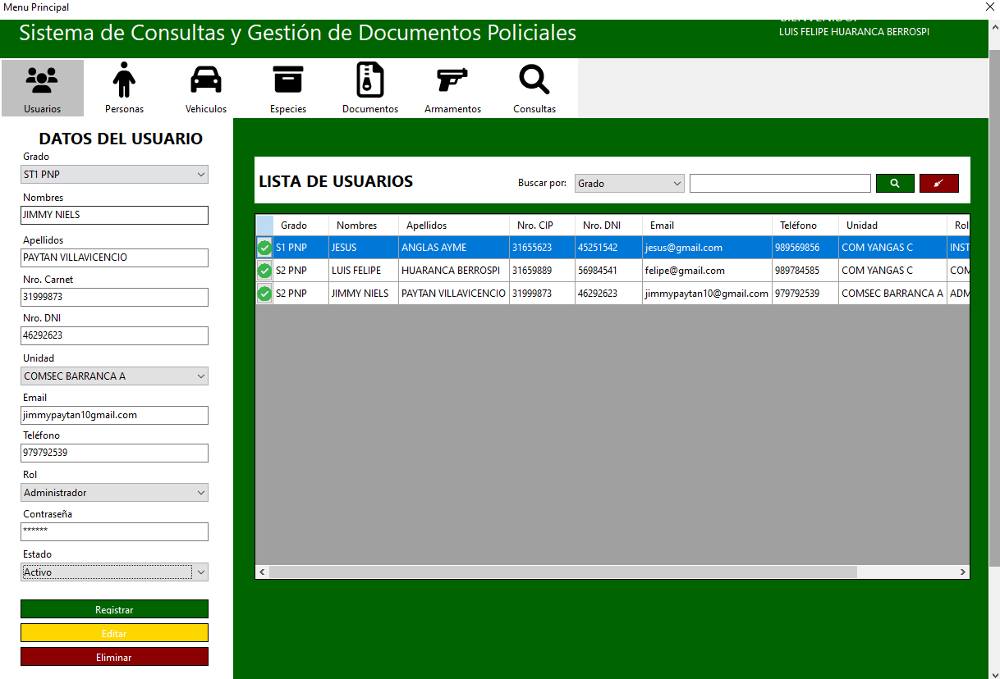 Menu Principal
Sistema de Consultas y Gestión de Documentos Policiales
BIENVENIDO:
LUIS FELIPE HUARANCA BERROSPI
Usuarios
Personas
Vehiculos
Especies
Documentos
Armamentos
Consultas
DATOS DEL USUARIO
Grado
ST1 PNP
Nombres
JIMMY NIELS
Apellidos
PAYTAN VILLAVICENCIO
Nro. Carnet
31999873
Nro. DNI
46292623
Unidad
COMSEC BARRANCA A
Email
jimmypaytan10gmail.com
Teléfono
979792539
Rol
Administrador
Contraseña
******
Estado
Activo
Registrar
Editar
Eliminar
LISTA DE USUARIOS
Buscar por: Grado
Grado Nombres Apellidos Nro. CIP Nro. DNI Email Teléfono Unidad Rol
S1 PNP JESUS ANGLAS AYME 31655623 45251542 jesus@gmail.com 989569856 COM YANGAS C INST
S2 PNP LUIS FELIPE HUARANCA BERROSPI 31659889 56984541 felipe@gmail.com 989784585 COM YANGAS C COM
S2 PNP JIMMY NIELS PAYTAN VILLAVICENCIO 31999873 46292623 jimmypaytan10@gmail.com 979792539 COMSEC BARRANCA A ADM